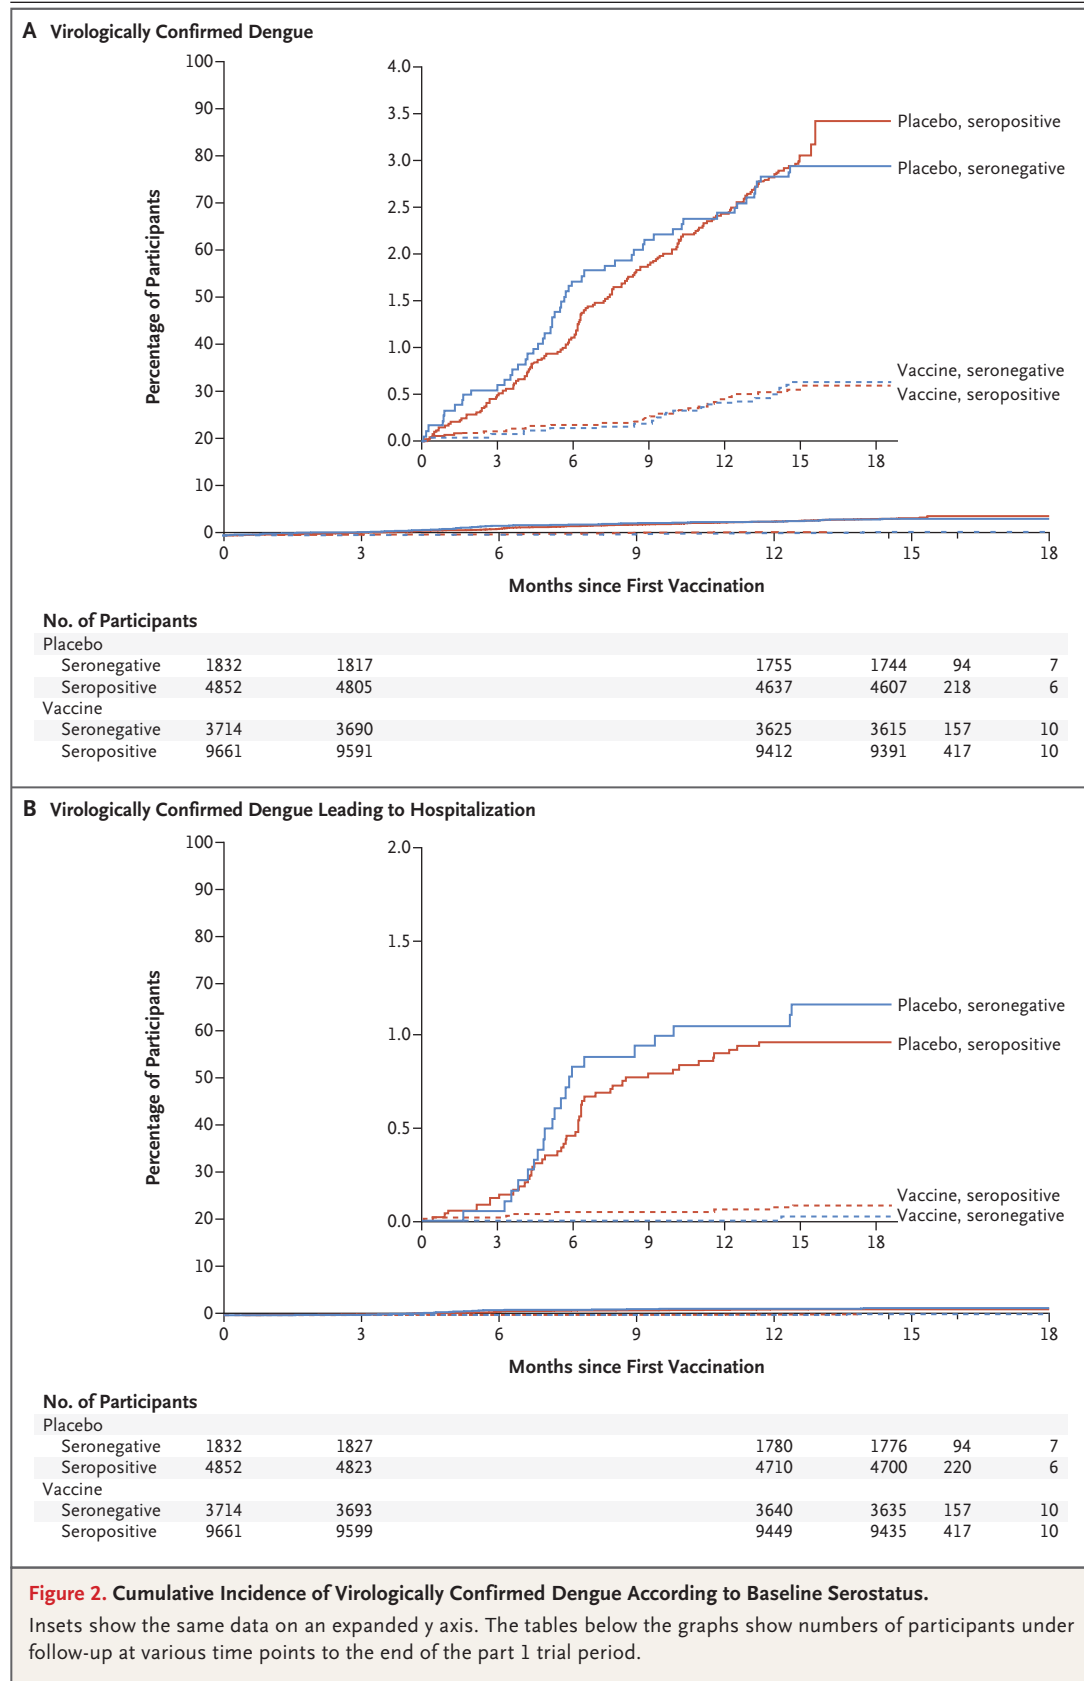 A Virologically Confirmed Dengue
100
90
80
70
60
50
40
30
20
10
0
Percentage of Participants
4.0
3.5
3.0
2.5
2.0
1.5
1.0
0.5
0.0
0 3 6 9 12 15 18
Placebo, seropositive
Placebo, seronegative
Vaccine, seronegative
Vaccine, seropositive
0 3 6 9 12 15 18
Months since First Vaccination
No. of Participants
Placebo
Seronegative 1832 1817 1755 1744 94 7
Seropositive 4852 4805 4637 4607 218 6
Vaccine
Seronegative 3714 3690 3625 3615 157 10
Seropositive 9661 9591 9412 9391 417 10
B Virologically Confirmed Dengue Leading to Hospitalization
100
90
80
70
60
50
40
30
20
10
0
Percentage of Participants
2.0
1.5
1.0
0.5
0.0
0 3 6 9 12 15 18
Placebo, seronegative
Placebo, seropositive
Vaccine, seropositive
Vaccine, seronegative
0 3 6 9 12 15 18
Months since First Vaccination
No. of Participants
Placebo
Seronegative 1832 1827 1780 1776 94 7
Seropositive 4852 4823 4710 4700 220 6
Vaccine
Seronegative 3714 3693 3640 3635 157 10
Seropositive 9661 9599 9449 9435 417 10
Figure 2. Cumulative Incidence of Virologically Confirmed Dengue According to Baseline Serostatus.
Insets show the same data on an expanded y axis. The tables below the graphs show numbers of participants under
follow-up at various time points to the end of the part 1 trial period.